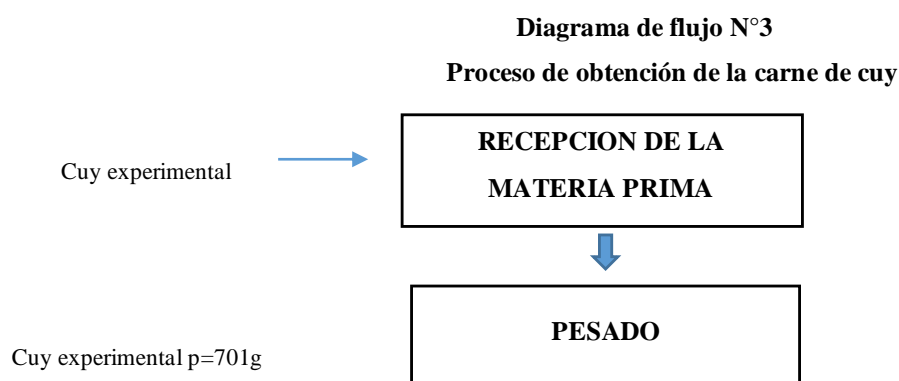 Diagrama de flujo N°3
Proceso de obtención de la carne de cuy
RECEPCION DE LA
MATERIA PRIMA
Cuy experimental
PESADO
Cuy experimental p=701g